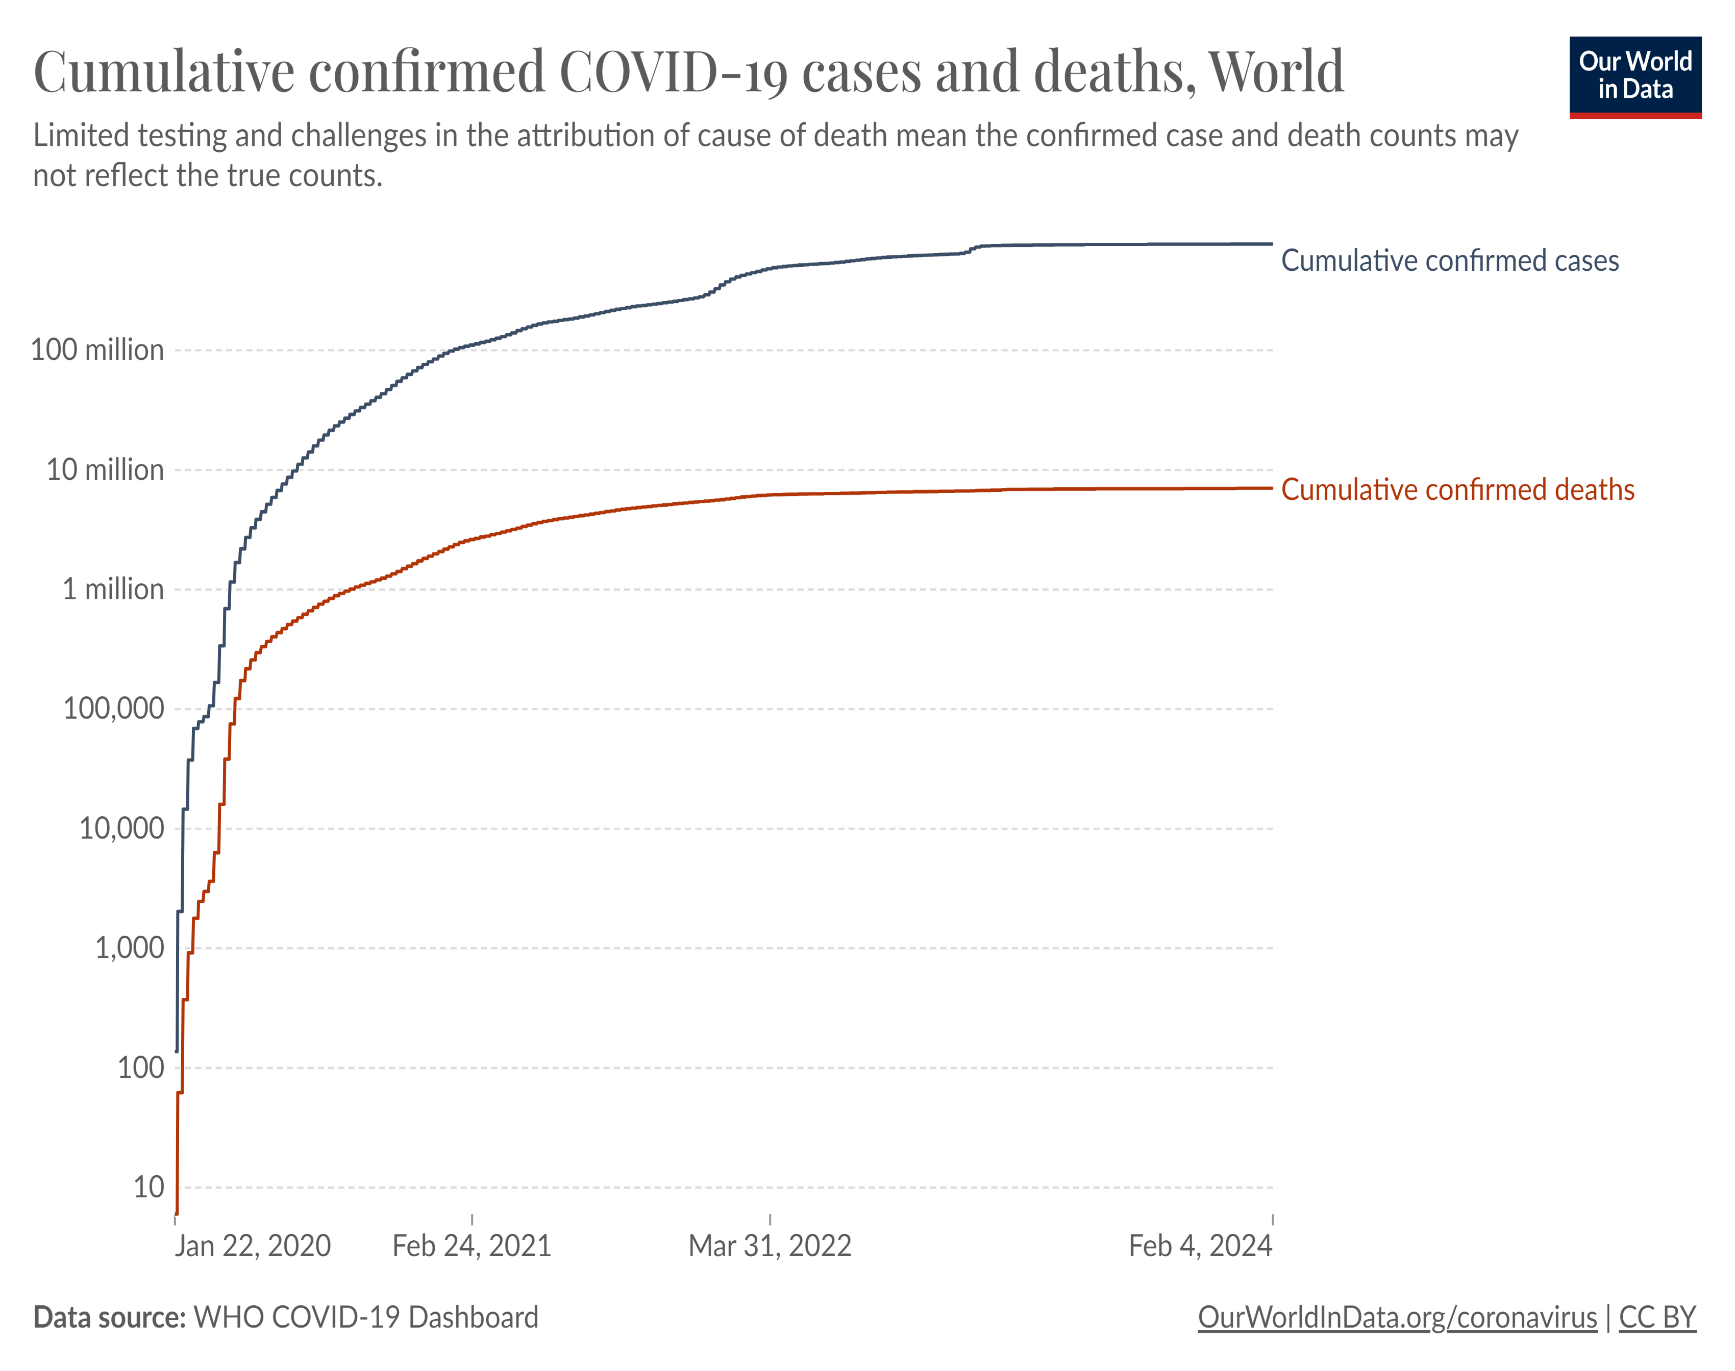 Cumulative confirmed COVID-19 cases and deaths, World
Our World
in Data
Limited testing and challenges in the attribution of cause of death mean the confirmed case and death counts may
not reflect the true counts.
Cumulative confirmed cases
100 million
10 million
Cumulative confirmed deaths
1 million
100,000
10,000
1,000
100
10
Jan 22, 2020
Feb 24, 2021
Mar 31, 2022
Feb 4, 2024
Data source: WHO COVID-19 Dashboard
OurWorldInData.org/coronavirus | CC BY